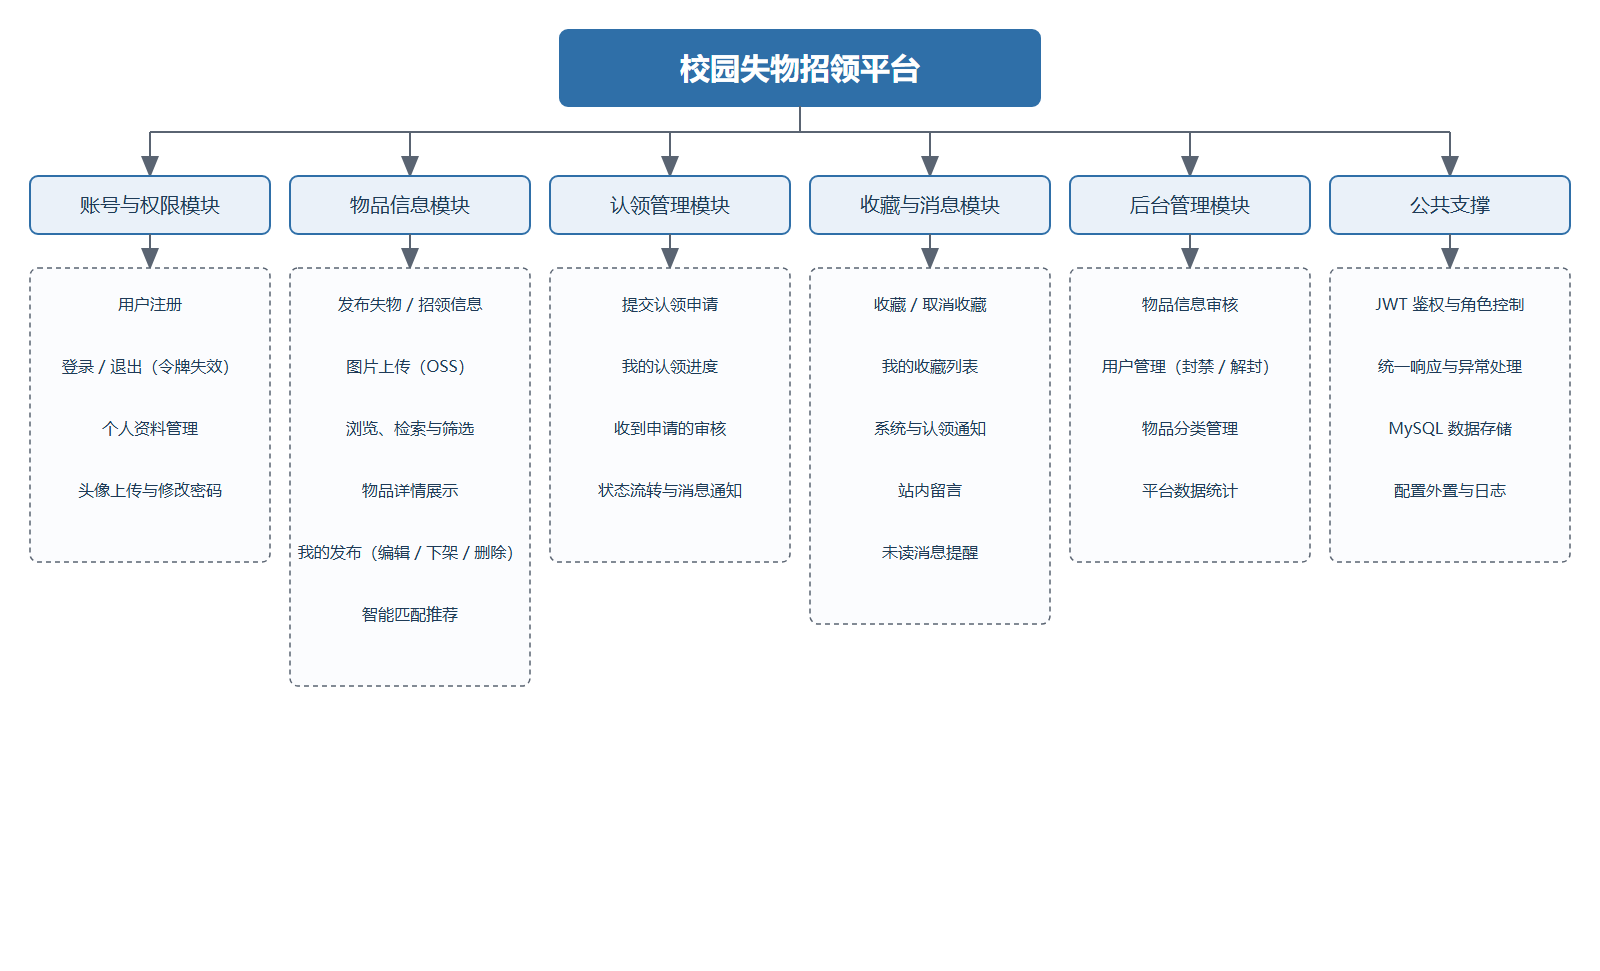 校园失物招领平台
账号与权限模块
用户注册
登录 / 退出（令牌失效）
个人资料管理
头像上传与修改密码
物品信息模块
发布失物 / 招领信息
图片上传（OSS）
浏览、检索与筛选
物品详情展示
我的发布（编辑 / 下架 / 删除）
智能匹配推荐
认领管理模块
提交认领申请
我的认领进度
收到申请的审核
状态流转与消息通知
收藏与消息模块
收藏 / 取消收藏
我的收藏列表
系统与认领通知
站内留言
未读消息提醒
后台管理模块
物品信息审核
用户管理（封禁 / 解封）
物品分类管理
平台数据统计
公共支撑
JWT 鉴权与角色控制
统一响应与异常处理
MySQL 数据存储
配置外置与日志